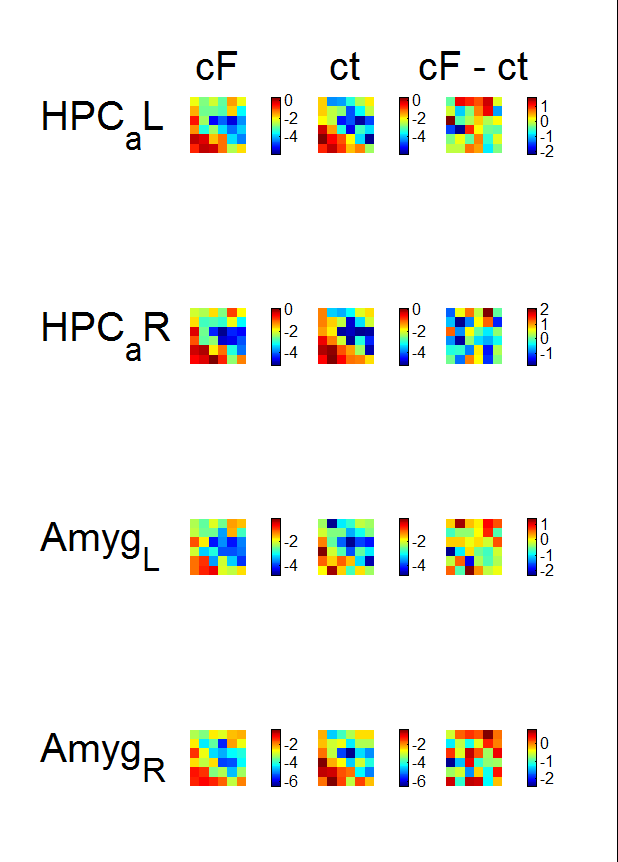 cF ct cF - ct
HPCaL 0 -2 -4 0 -2 -4 1 0 -1 -2
HPCaR 0 -2 -4 0 -2 -4 2 1 0 -1
AmygL -2 -4 -2 -4 1 0 -1 -2
AmygR -2 -4 -6 -2 -4 -6 0 -1 -2